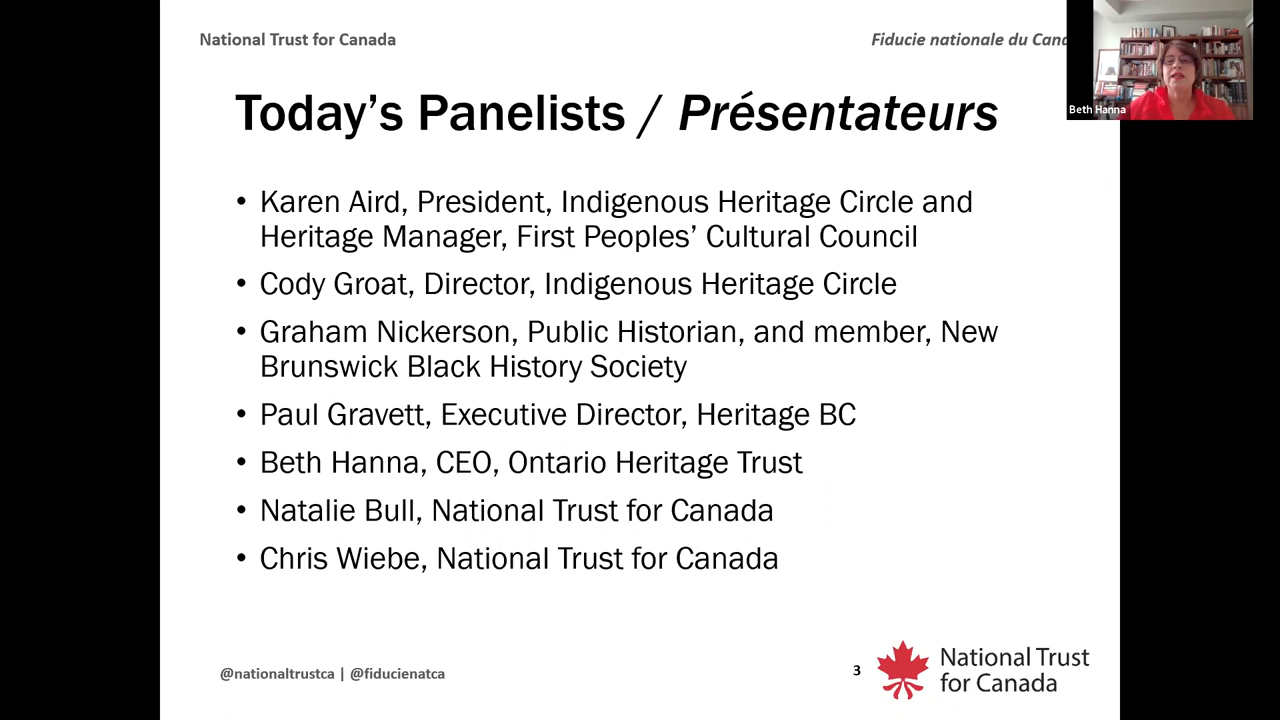 National Trust for Canada
Fiducie nationale du
Beth Hanna
Today's Panelists / Présentateurs
• Karen Aird, President, Indigenous Heritage Circle and
Heritage Manager, First Peoples' Cultural Council
• Cody Groat, Director, Indigenous Heritage Circle
• Graham Nickerson, Public Historian, and member, New
Brunswick Black History Society
• Paul Gravett, Executive Director, Heritage BC
• Beth Hanna, CEO, Ontario Heritage Trust
• Natalie Bull, National Trust for Canada
• Chris Wiebe, National Trust for Canada
@nationaltrustca | @fiducienatca
3
National Trust
for Canada